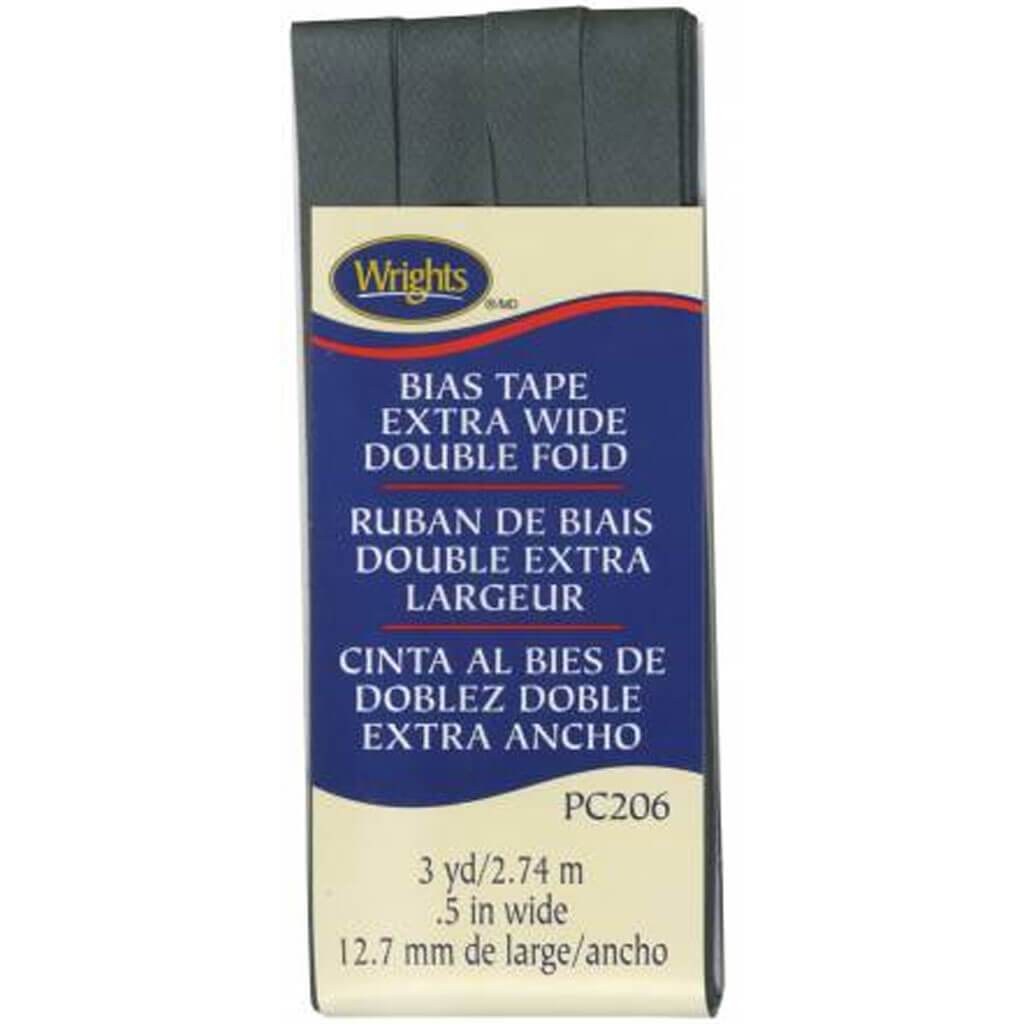 Wrights
®/MD
BIAS TAPE
EXTRA WIDE
DOUBLE FOLD
RUBAN DE BIAIS
DOUBLE EXTRA
LARGEUR
CINTA AL BIES DE
DOBLEZ DOBLE
EXTRA ANCHO
PC206
3 yd/2.74 m
.5 in wide
12.7 mm de large/ancho